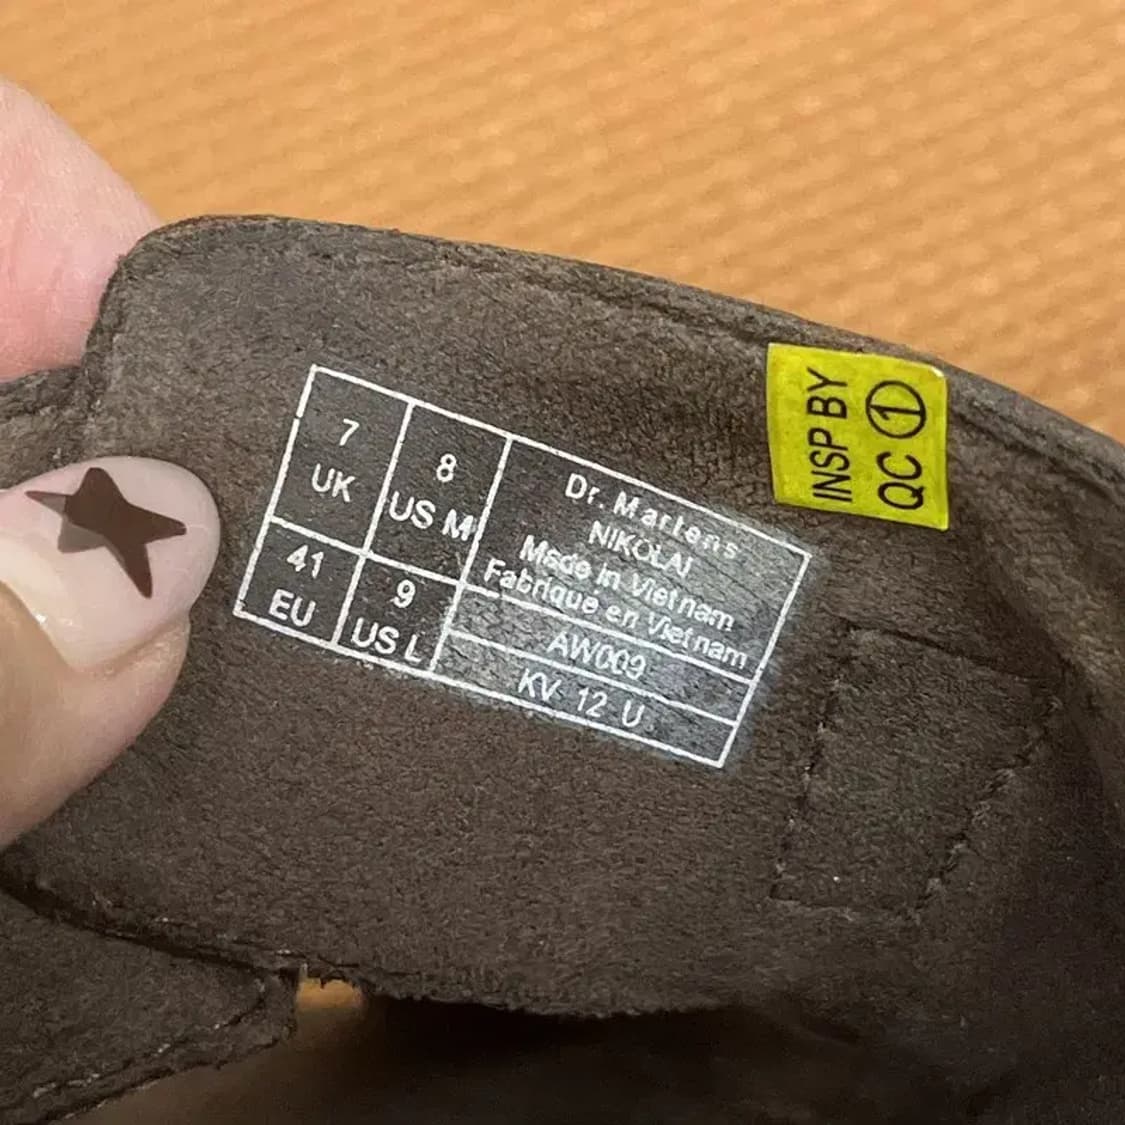 7
UK
8
US M
41
EU
9
US L
Dr. Martens
NIKOLAI
Made in Vietnam
Fabrique en Vietnam
AW009
KV 12 U
INSP BY
QC ①